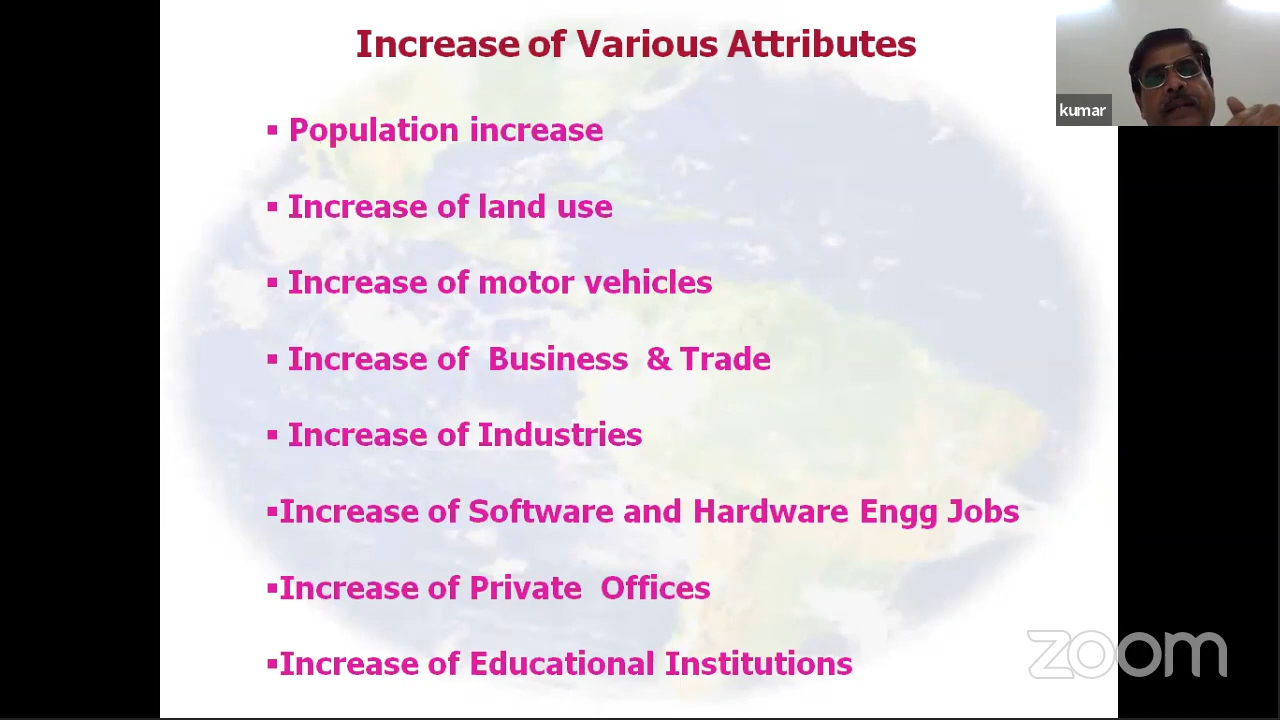 Increase of Various Attributes
kumar
▪ Population increase
▪ Increase of land use
▪ Increase of motor vehicles
▪ Increase of Business & Trade
▪ Increase of Industries
▪Increase of Software and Hardware Engg Jobs
▪Increase of Private Offices
▪Increase of Educational Institutions
zoom